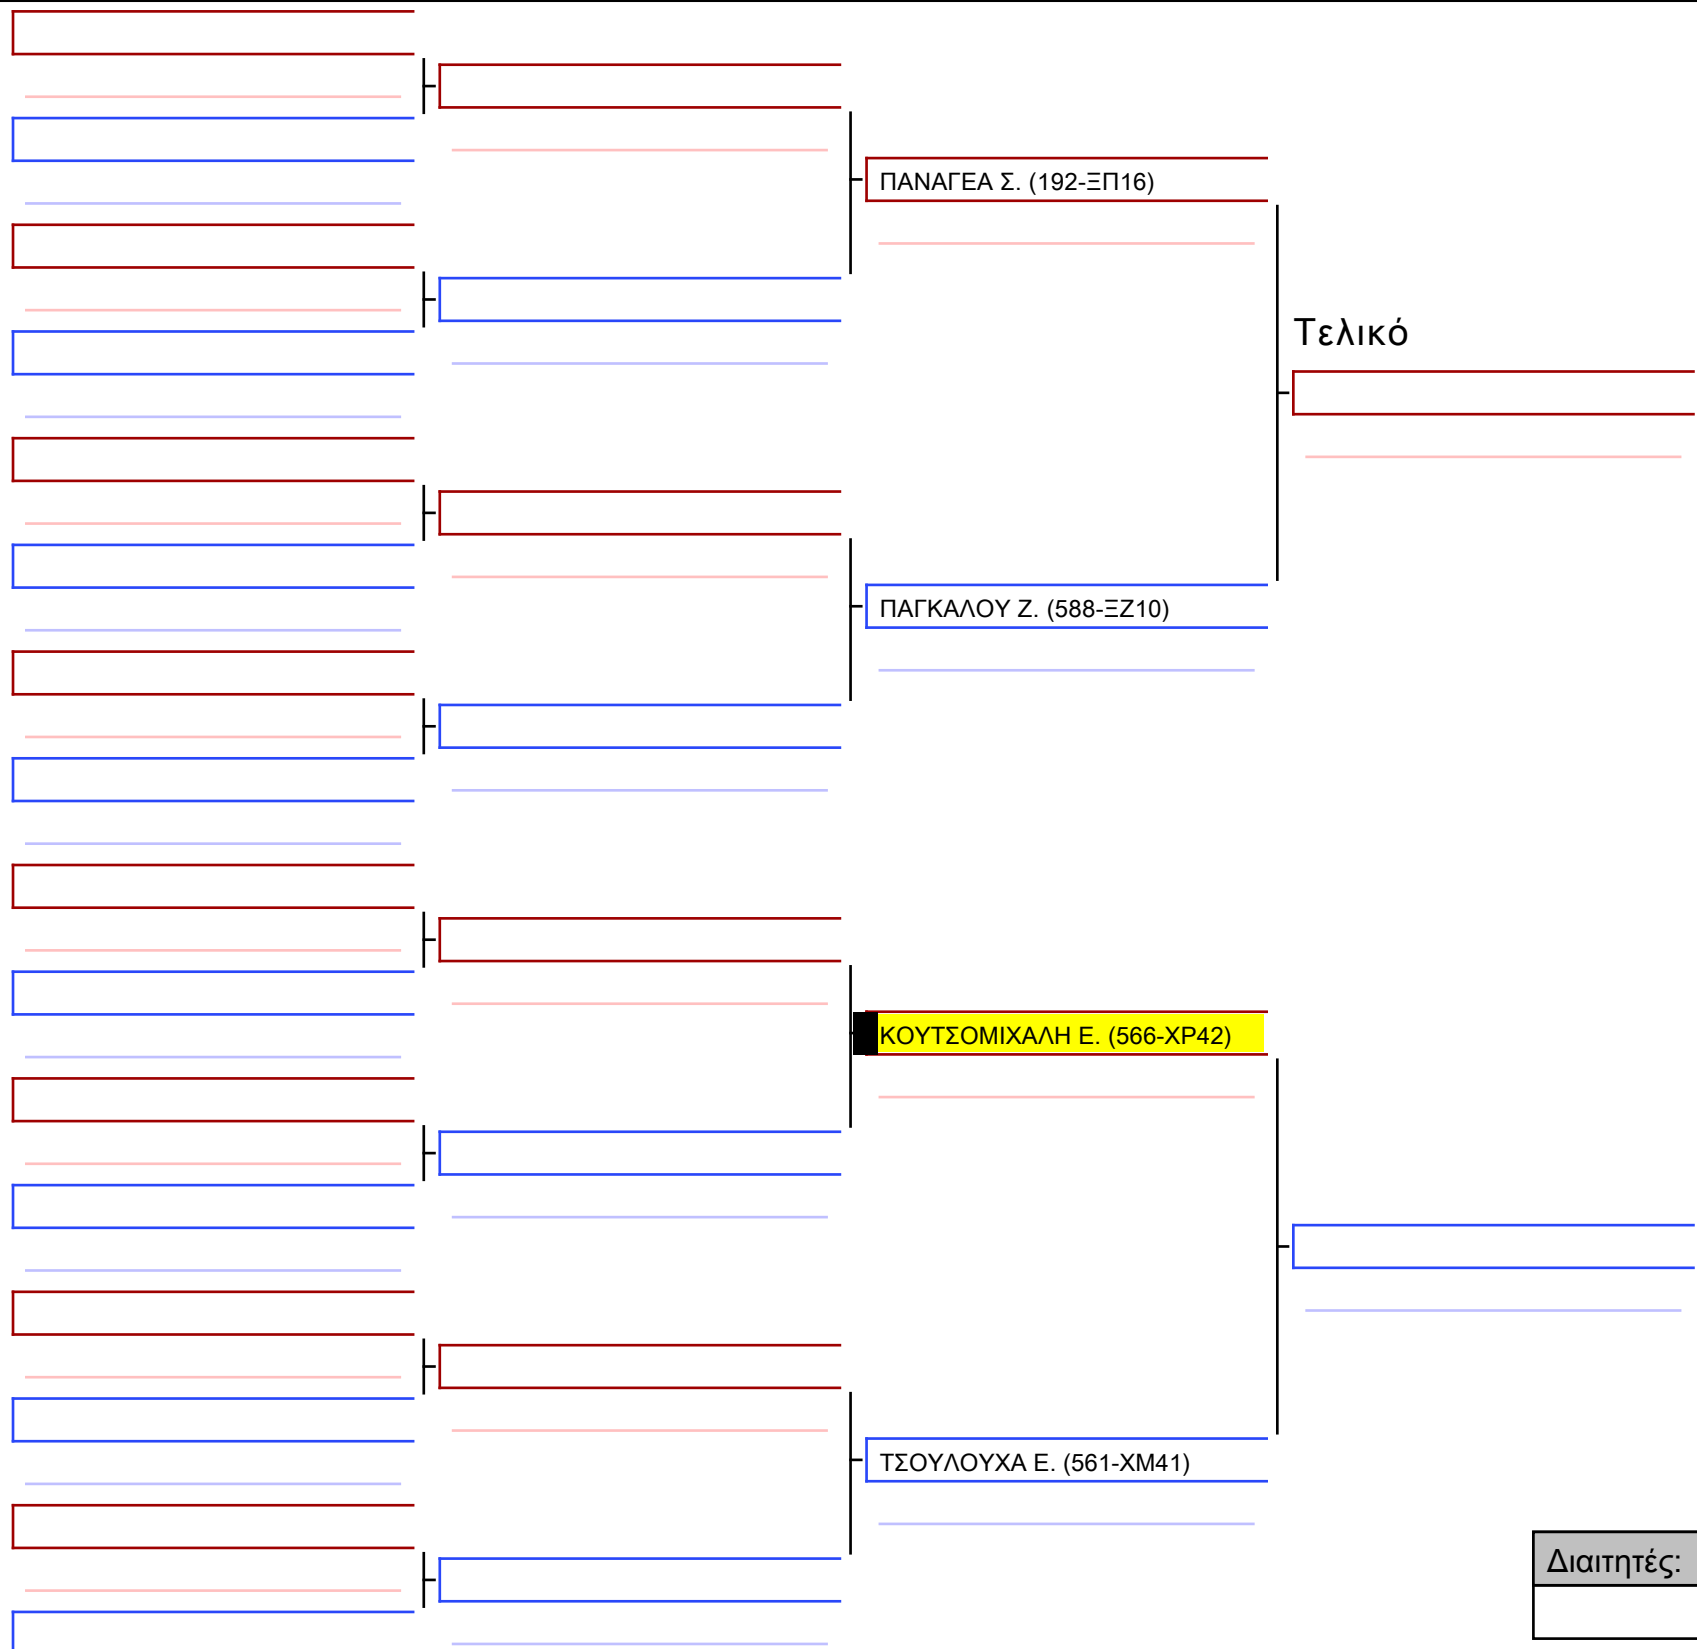 ΠΑΝΑΓΕΑ Σ. (192-ΞΠ16)
Τελικό
ΠΑΓΚΑΛΟΥ Ζ. (588-ΞΖ10)
ΚΟΥΤΣΟΜΙΧΑΛΗ Ε. (566-ΧΡ42)
ΤΣΟΥΛΟΥΧΑ Ε. (561-ΧΜ41)
Διαιτητές: